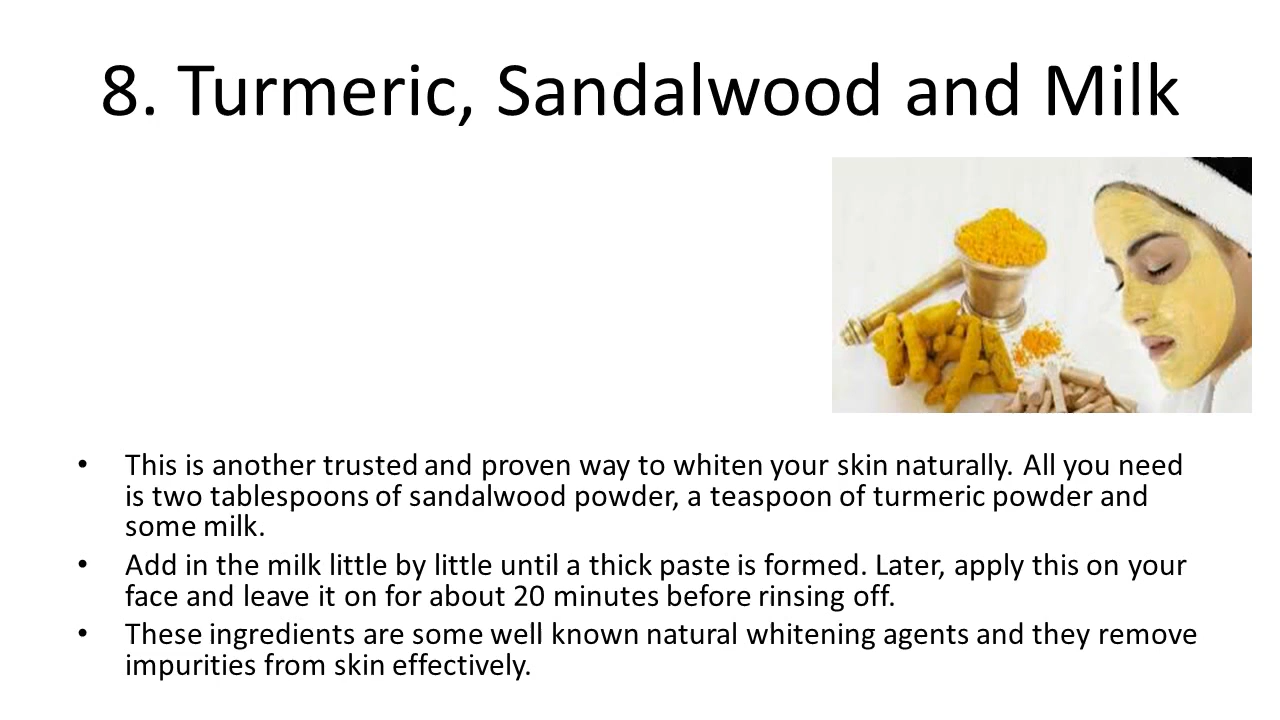 8. Turmeric, Sandalwood and Milk
• This is another trusted and proven way to whiten your skin naturally. All you need
is two tablespoons of sandalwood powder, a teaspoon of turmeric powder and
some milk.
• Add in the milk little by little until a thick paste is formed. Later, apply this on your
face and leave it on for about 20 minutes before rinsing off.
• These ingredients are some well known natural whitening agents and they remove
impurities from skin effectively.